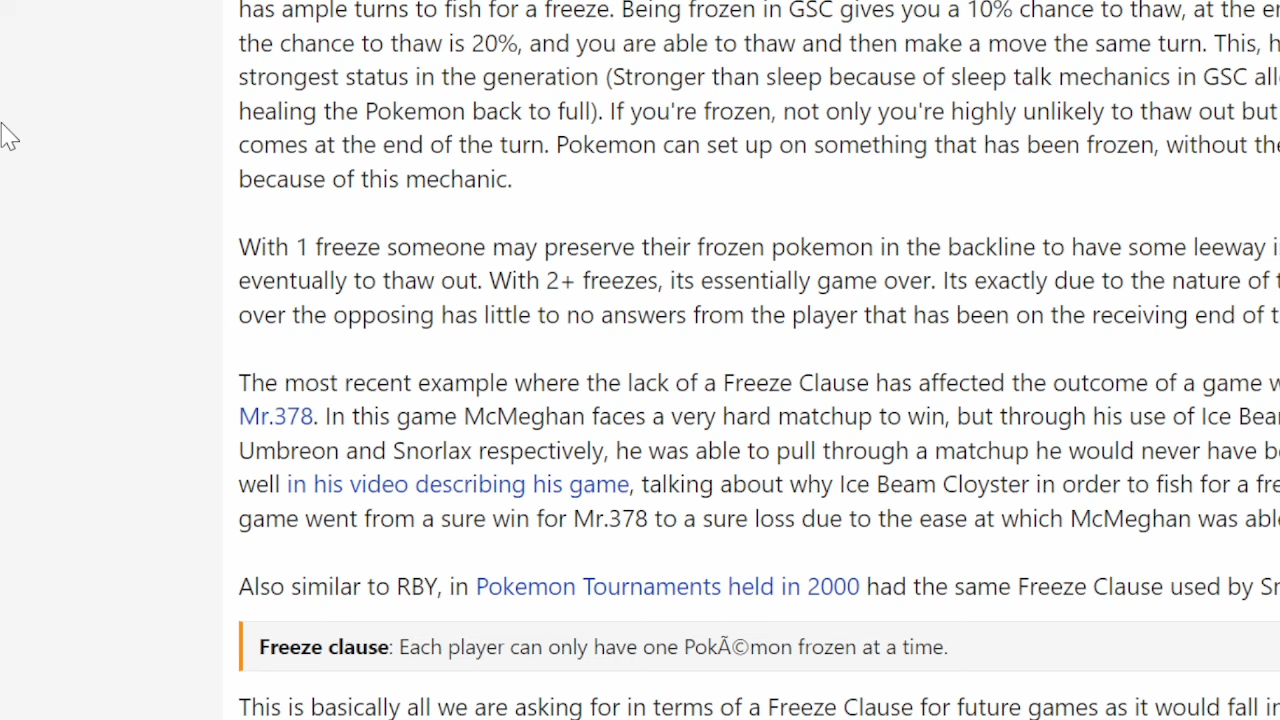 has ample turns to fish for a freeze. Being frozen in GSC gives you a 10% chance to thaw, at the
the chance to thaw is 20%, and you are able to thaw and then make a move the same turn. This,
strongest status in the generation (Stronger than sleep because of sleep talk mechanics in GSC
healing the Pokemon back to full). If you're frozen, not only you're highly unlikely to thaw out but
comes at the end of the turn. Pokemon can set up on something that has been frozen, without
because of this mechanic.
With 1 freeze someone may preserve their frozen pokemon in the backline to have some leeway
eventually to thaw out. With 2+ freezes, its essentially game over. Its exactly due to the nature of
over the opposing has little to no answers from the player that has been on the receiving end of
The most recent example where the lack of a Freeze Clause has affected the outcome of a game
Mr.378. In this game McMeghan faces a very hard matchup to win, but through his use of Ice
Umbreon and Snorlax respectively, he was able to pull through a matchup he would never have
well in his video describing his game, talking about why Ice Beam Cloyster in order to fish for a
game went from a sure win for Mr.378 to a sure loss due to the ease at which McMeghan was
Also similar to RBY, in Pokemon Tournaments held in 2000 had the same Freeze Clause used by
Freeze clause: Each player can only have one PokÃ©mon frozen at a time.
This is basically all we are asking for in terms of a Freeze Clause for future games as it would fall